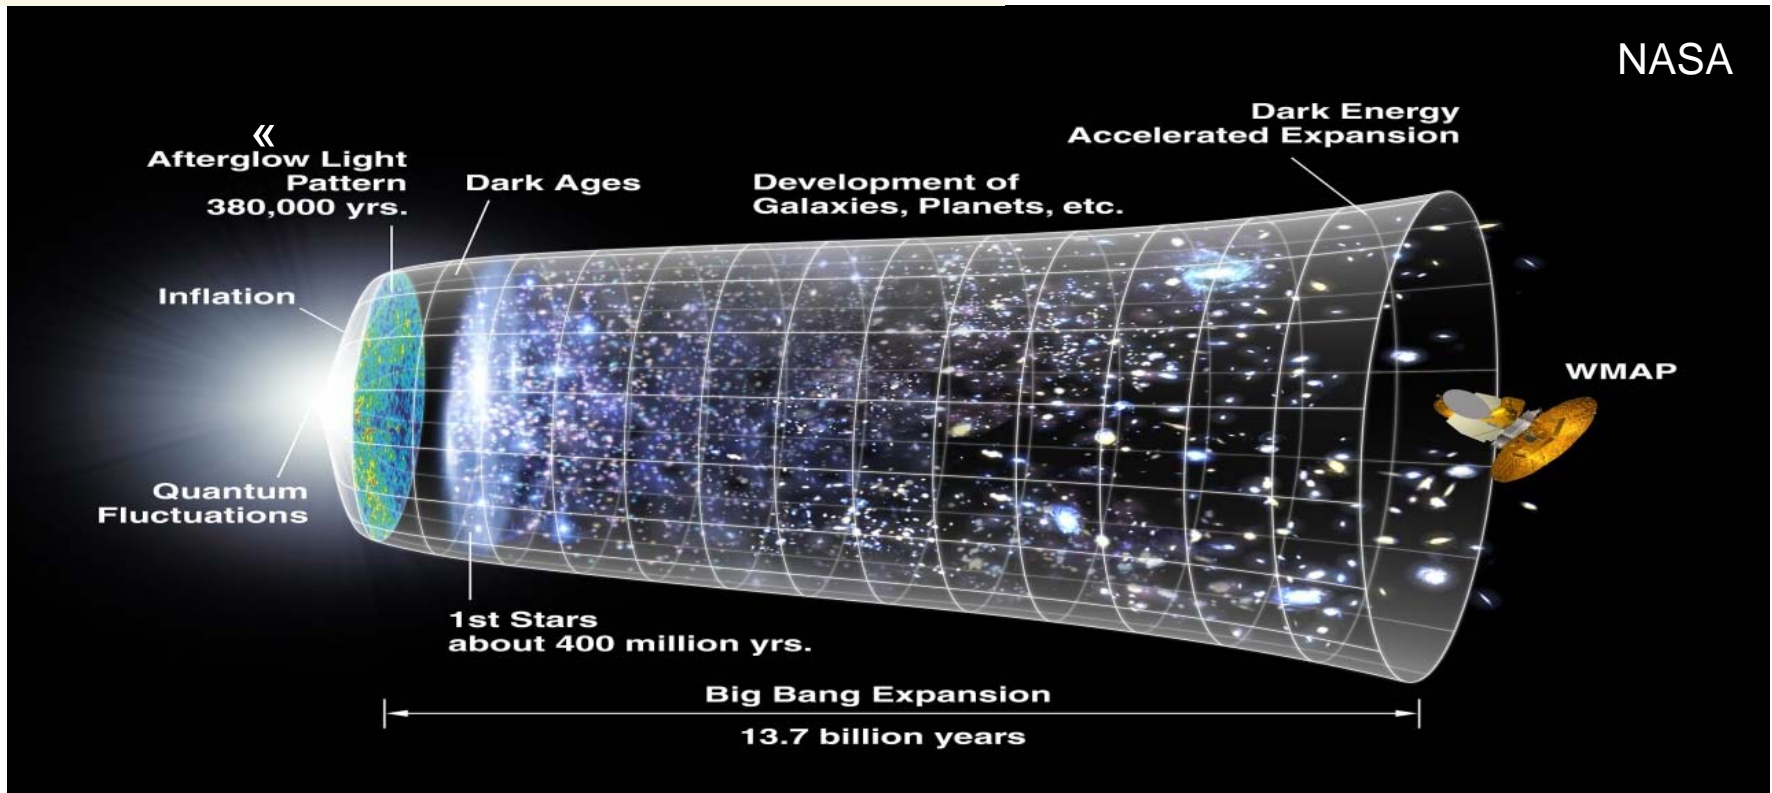 NASA
Dark Energy
Accelerated Expansion
«
Afterglow Light
Pattern
380,000 yrs.
Dark Ages
Development of
Galaxies, Planets, etc.
Inflation
WMAP
Quantum
Fluctuations
1st Stars
about 400 million yrs.
Big Bang Expansion
13.7 billion years